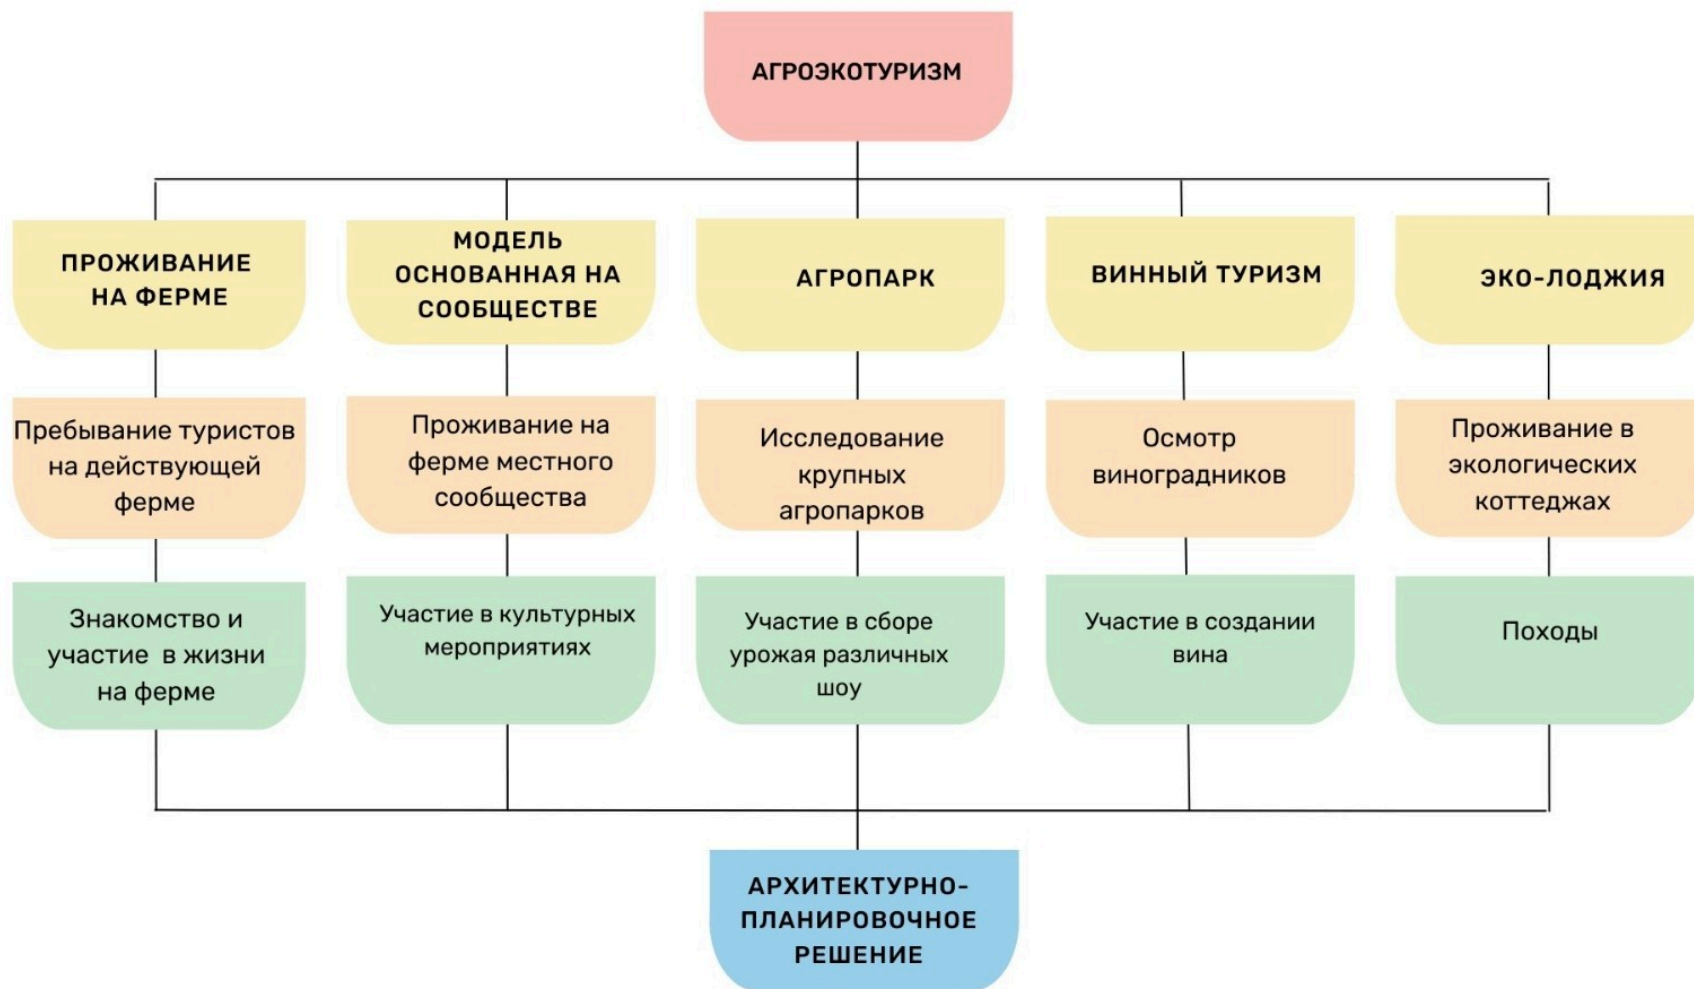 АГРОЭКОТУРИЗМ
ПРОЖИВАНИЕ
НА ФЕРМЕ
МОДЕЛЬ
ОСНОВАННАЯ НА
СООБЩЕСТВЕ
АГРОПАРК
ВИННЫЙ ТУРИЗМ
ЭКО-ЛОДЖИЯ
Пребывание туристов
на действующей
ферме
Проживание на
ферме местного
сообщества
Исследование
крупных
агропарков
Осмотр
виноградников
Проживание в
экологических
коттеджах
Знакомство и
участие в жизни
на ферме
Участие в культурных
мероприятиях
Участие в сборе
урожая различных
шоу
Участие в создании
вина
Походы
АРХИТЕКТУРНО-
ПЛАНИРОВОЧНОЕ
РЕШЕНИЕ